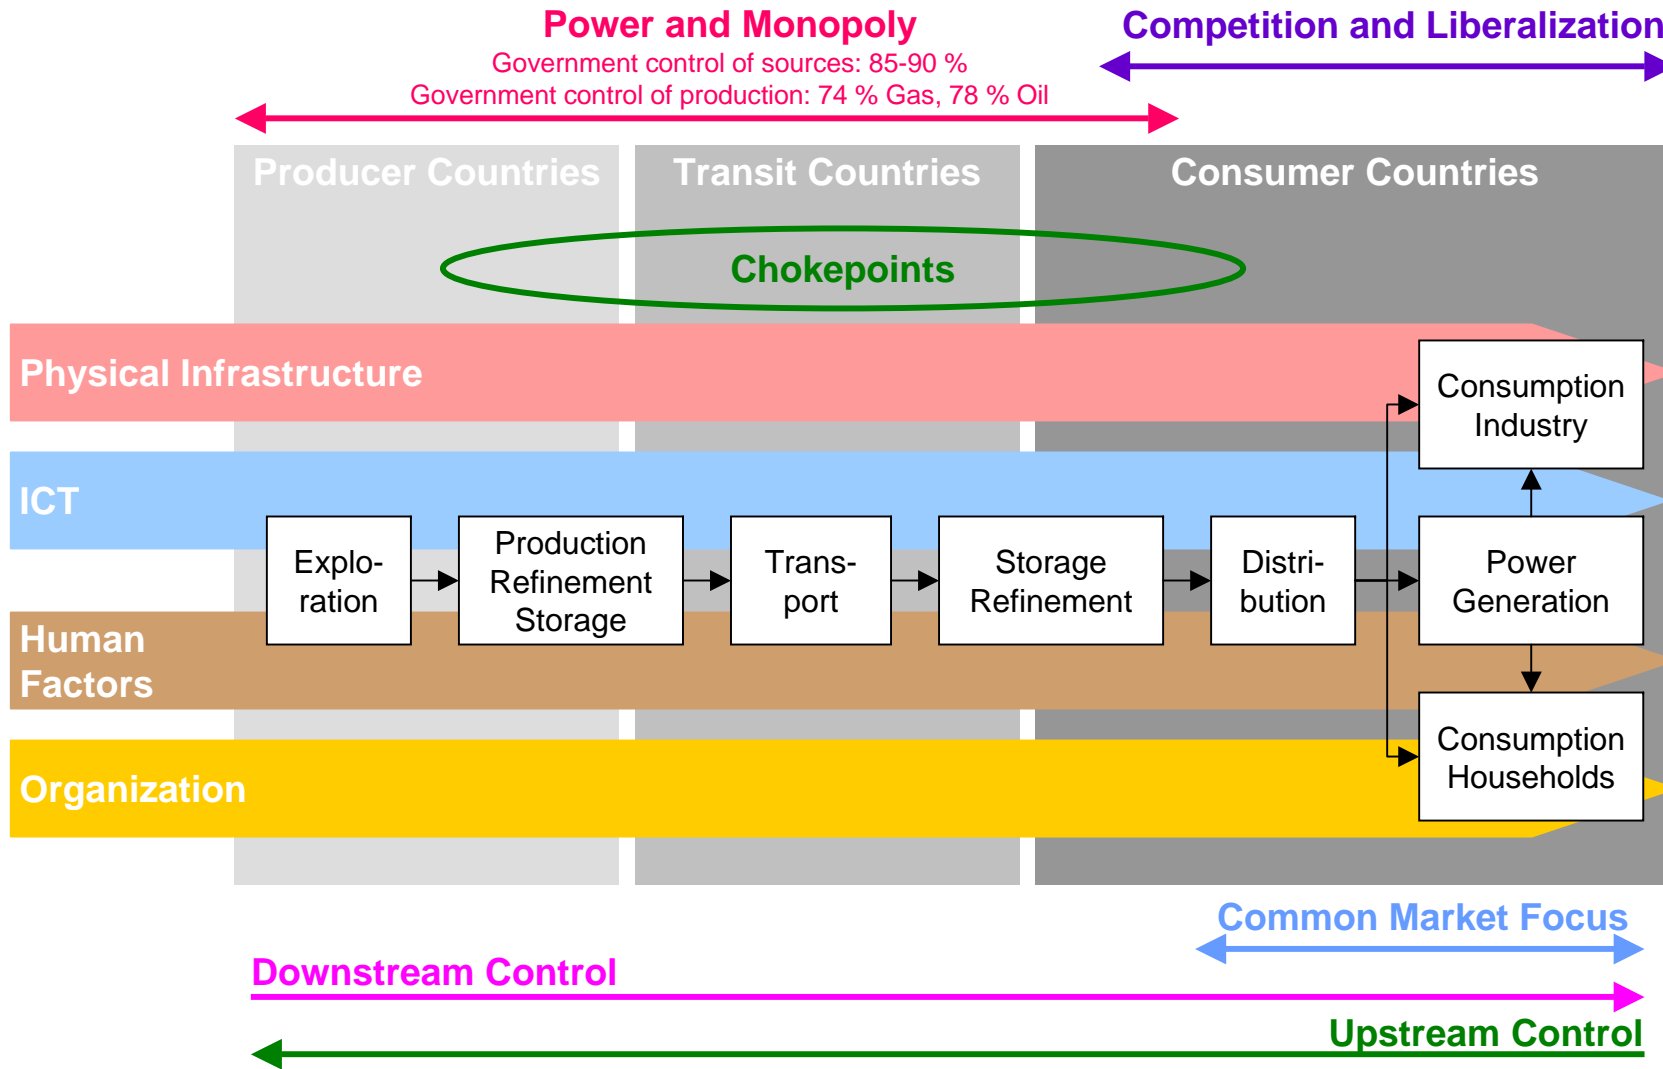 Power and Monopoly
Government control of sources: 85-90 %
Government control of production: 74 % Gas, 78 % Oil
Competition and Liberalization
Producer Countries
Transit Countries
Consumer Countries
Chokepoints
Physical Infrastructure
ICT
Human
Factors
Organization
Explo-
ration
Production
Refinement
Storage
Trans-
port
Storage
Refinement
Distri-
bution
Consumption
Industry
Power
Generation
Consumption
Households
Common Market Focus
Downstream Control
Upstream Control